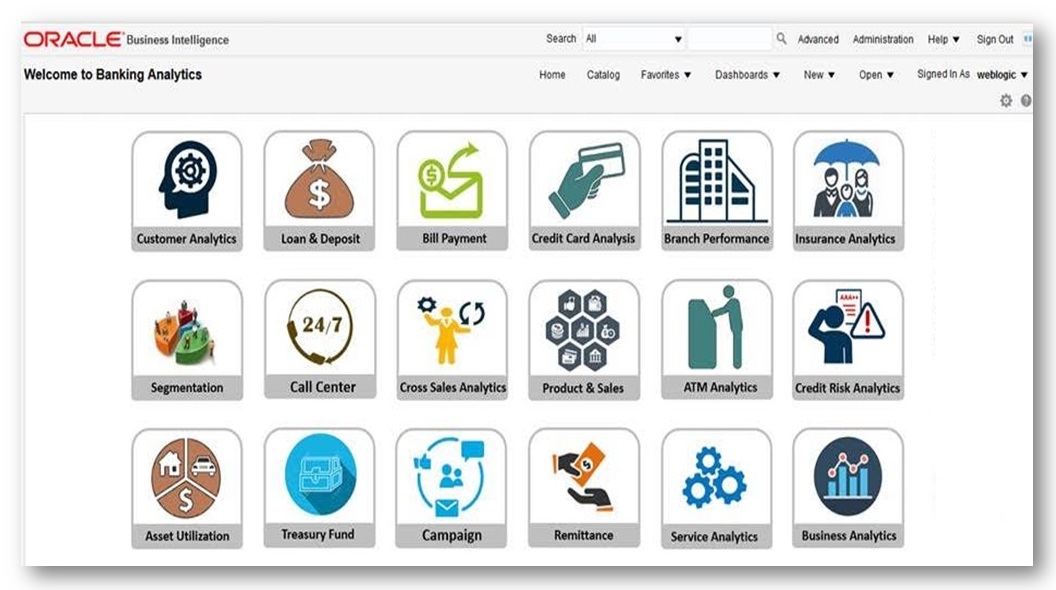 ORACLE Business Intelligence
Search All Advanced Administration Help Sign Out
Welcome to Banking Analytics
Home Catalog Favorites Dashboards New Open Signed In As weblogic
$
$
Customer Analytics Loan & Deposit Bill Payment Credit Card Analysis Branch Performance Insurance Analytics
24/7
AAA++
Segmentation Call Center Cross Sales Analytics Product & Sales ATM Analytics Credit Risk Analytics
$
$
Asset Utilization Treasury Fund Campaign Remittance Service Analytics Business Analytics